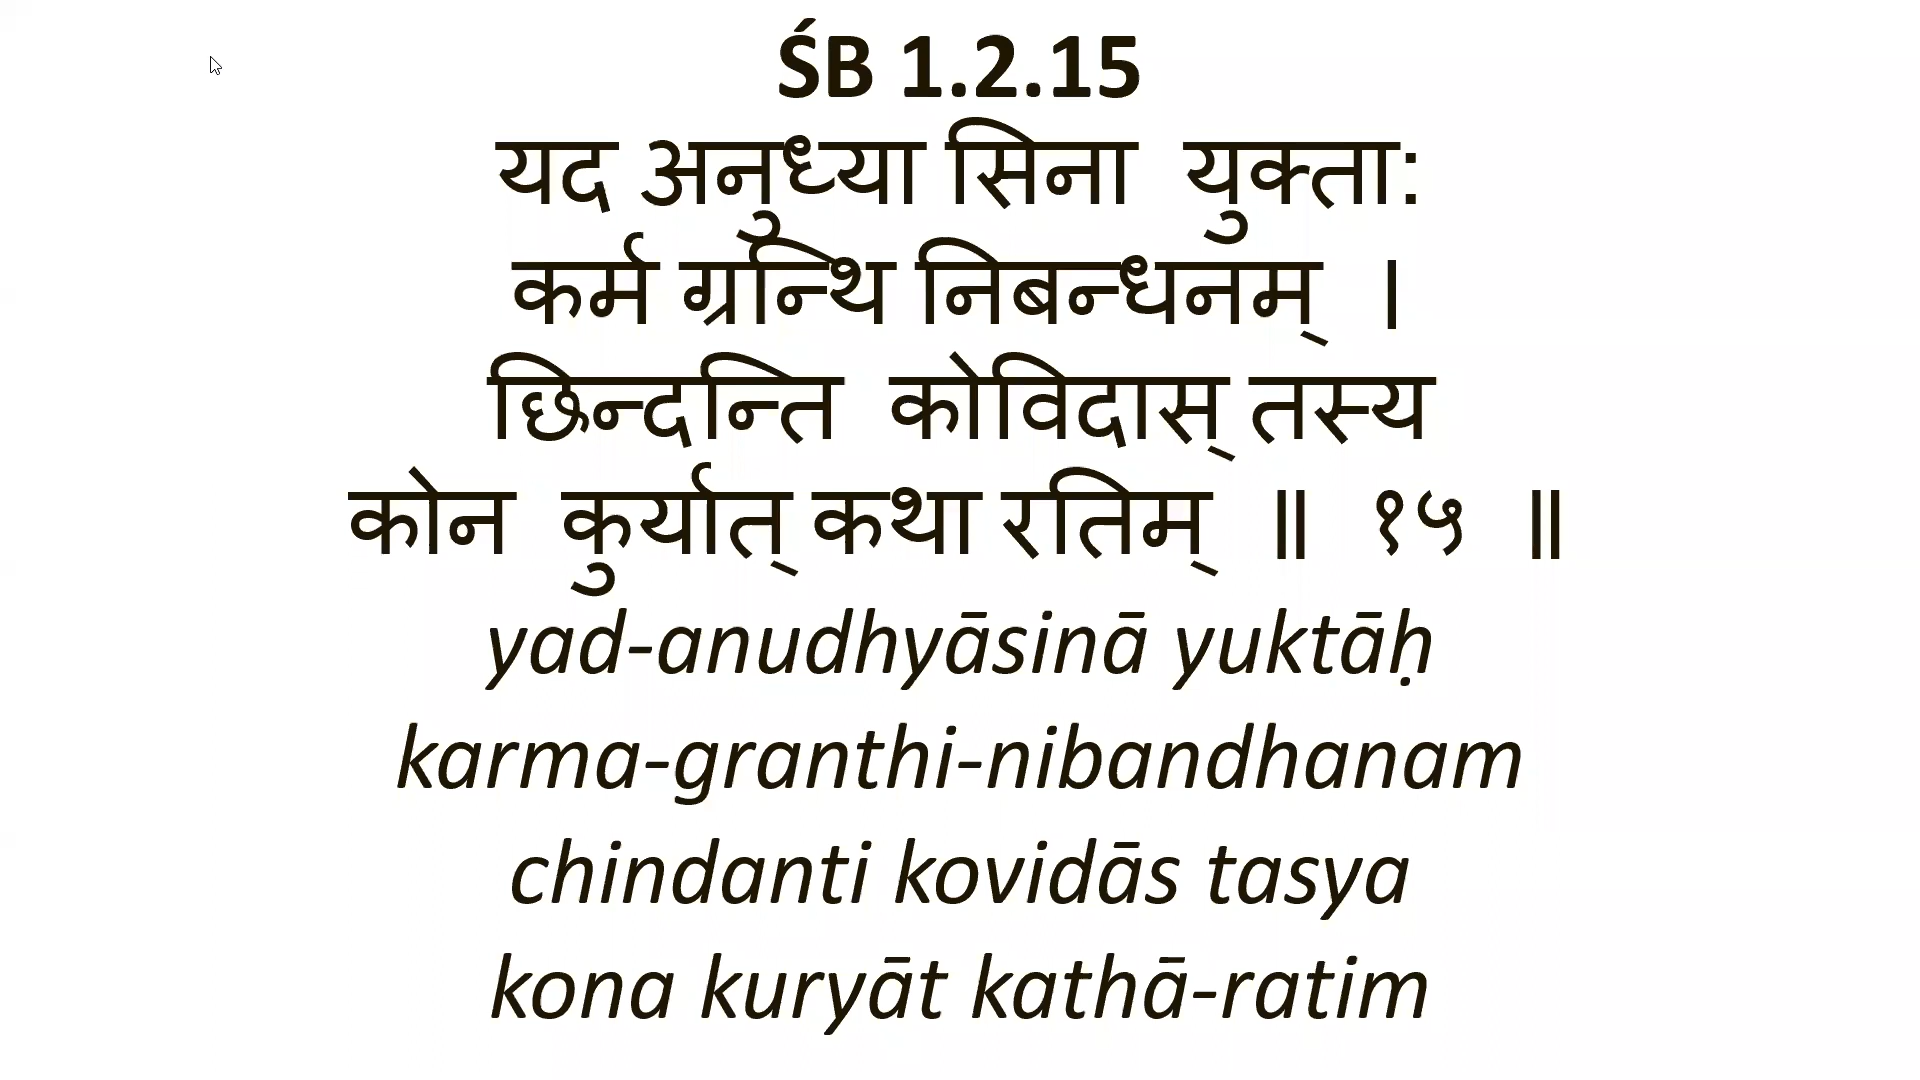 ŚB 1.2.15
यद अनुध्या सिना युक्ता:
कर्म ग्रन्थि निबन्धनम् ।
छिन्दन्ति कोविदास् तस्य
कोन कुर्यात् कथा रतिम् ॥ १५ ॥
yad-anudhyāsinā yuktāḥ
karma-granthi-nibandhanam
chindanti kovidās tasya
kona kuryāt kathā-ratim